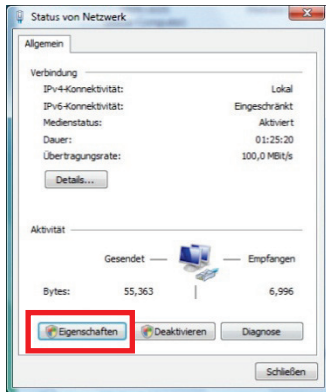 Status von Netzwerk
Allgemein
Verbindung
IPv4-Konnektivität: Lokal
IPv6-Konnektivität: Eingeschränkt
Medienstatus: Aktiviert
Dauer: 01:25:20
Übertragungsrate: 100,0 MBit/s
Details...
Aktivität
Gesendet Empfangen
Bytes: 55,363 6,996
Eigenschaften Deaktivieren Diagnose
Schließen